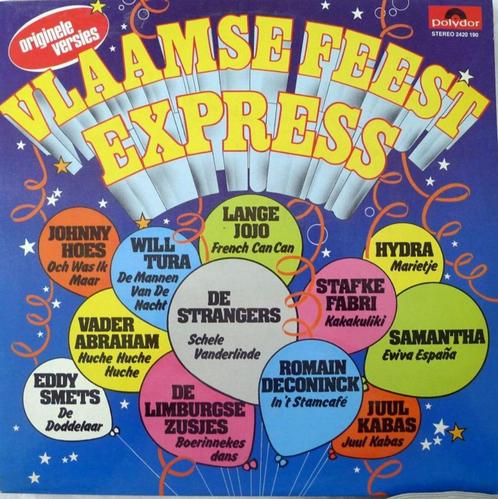 originele
versies
polydor
STEREO 2420 190
VLAAMSE FEEST
EXPRESS
JOHNNY
HOES
Och Was Ik
Maar
WILL
TURA
De Mannen
Van De
Nacht
LANGE
JOJO
French Can Can
HYDRA
Marietje
VADER
ABRAHAM
Huche Huche
Huche
DE
STRANGERS
Schele
Vanderlinde
STAFKE
FABRI
Kakakuliki
SAMANTHA
Eviva España
EDDY
SMETS
De
Doddelaar
DE
LIMBURGSE
ZUSJES
Boerinnekes
dans
ROMAIN
DECONINCK
In 't Stamcafé
JUUL
KABAS
Juul Kabas